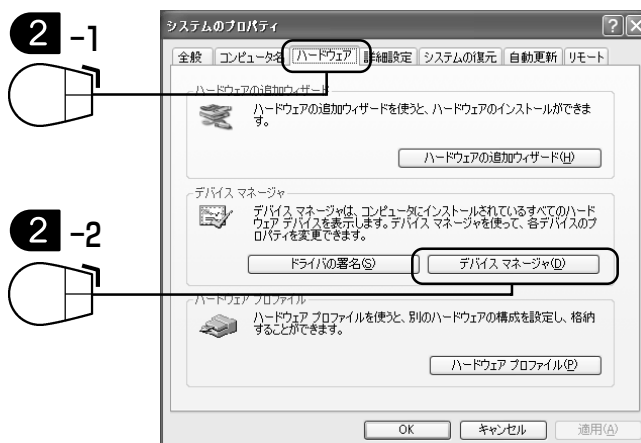 システムのプロパティ
2 -1
全般 コンピュータ名 ハードウェア 詳細設定 システムの復元 自動更新 リモート
ハードウェアの追加ウィザード
ハードウェアの追加ウィザードを使うと、ハードウェアのインストールができま
す。
ハードウェアの追加ウィザード(H)
デバイス マネージャ
デバイス マネージャは、コンピュータにインストールされているすべてのハード
ウェア デバイスを表示します。デバイス マネージャを使って、各デバイスのプ
ロパティを変更できます。
2 -2
ドライバの署名(S) デバイス マネージャ(D)
ハードウェア プロファイル
ハードウェア プロファイルを使うと、別のハードウェアの構成を設定し、格納
することができます。
ハードウェア プロファイル(P)
OK キャンセル 適用(A)